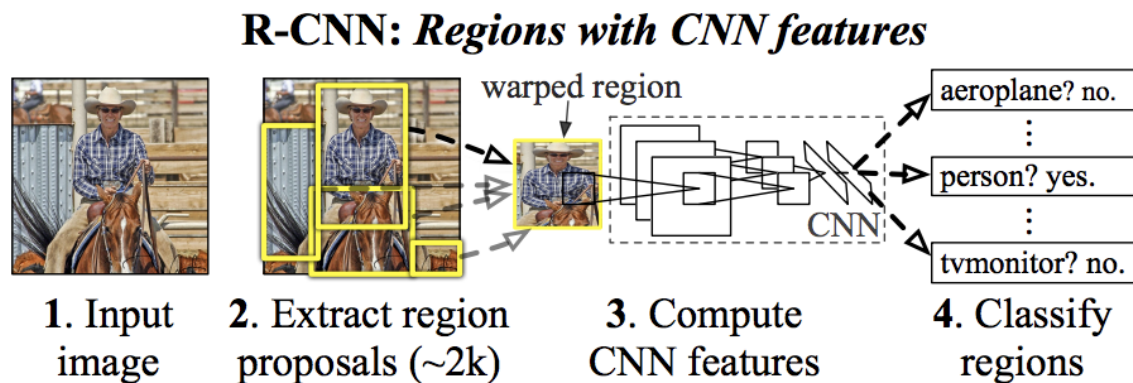 R-CNN: Regions with CNN features
warped region
aeroplane? no.
person? yes.
tvmonitor? no.
CNN
1. Input
image
2. Extract region
proposals (~2k)
3. Compute
CNN features
4. Classify
regions